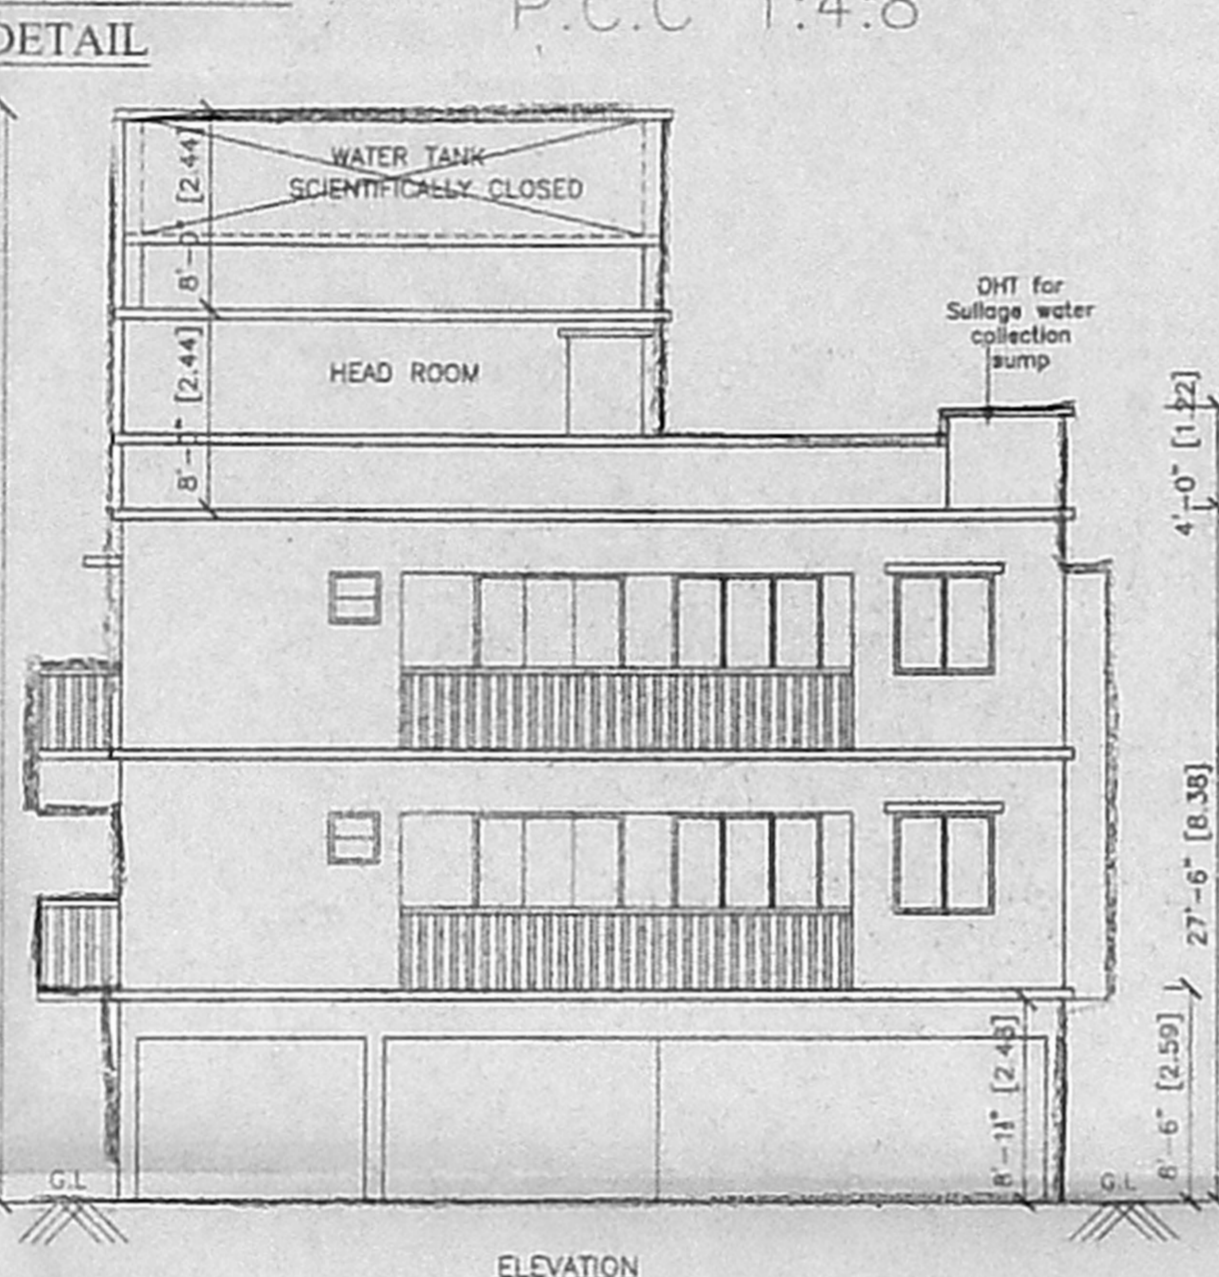 DETAIL
P.C.C 1:4:8
WATER TANK
SCIENTIFICALLY CLOSED
8'-0" [2.44]
OHT for
Sullage water
collection
sump
HEAD ROOM
8'- " [2.44]
4'-0" [1.22]
27'-6" [8.38]
8'-1½" [2.48]
8'-6" [2.59]
G.L
G.L
ELEVATION